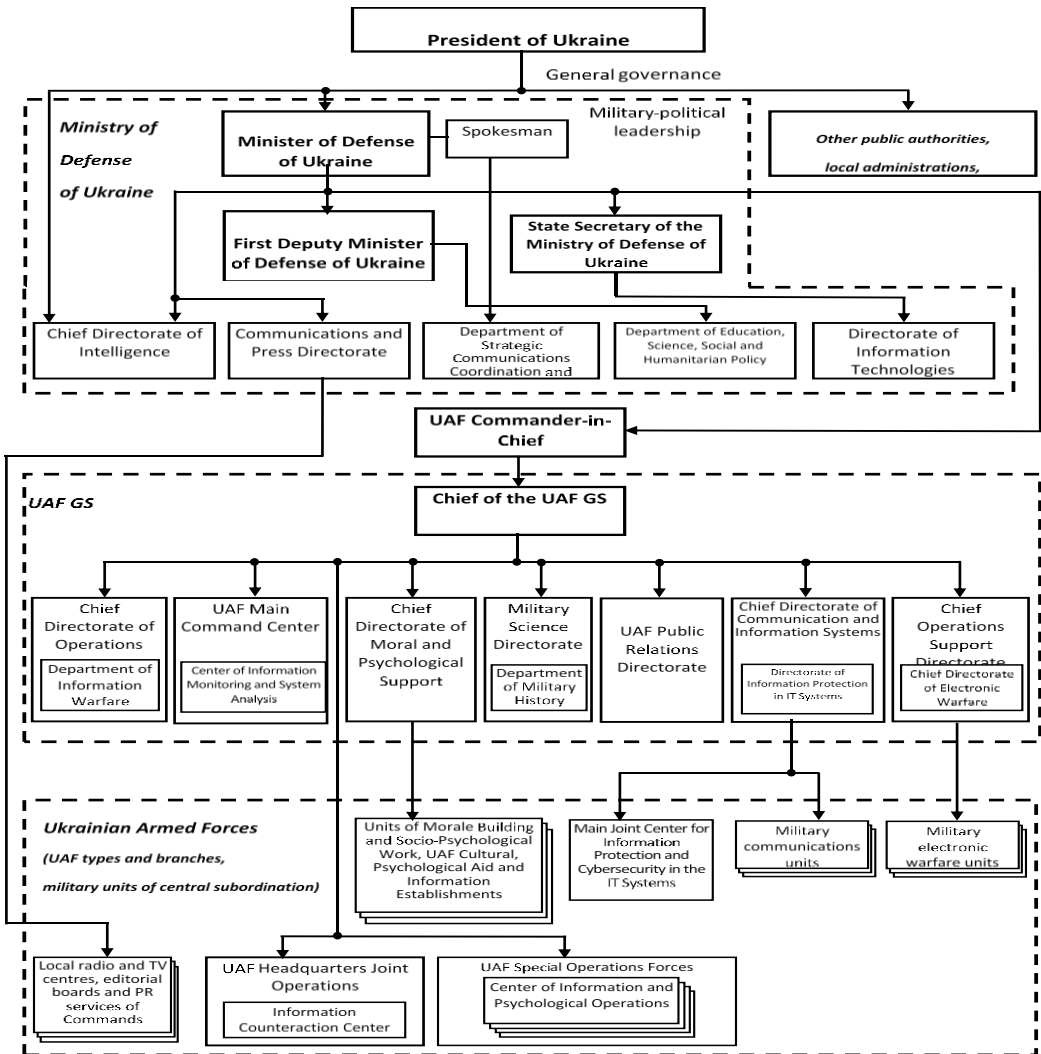 President of Ukraine
General governance
Ministry of
Defense
of Ukraine
Minister of Defense
of Ukraine
Spokesman
Military-political
leadership
Other public authorities,
local administrations,
First Deputy Minister
of Defense of Ukraine
State Secretary of the
Ministry of Defense of
Ukraine
Chief Directorate of
Intelligence
Communications and
Press Directorate
Department of
Strategic
Communications
Coordination and
Department of Education,
Science, Social and
Humanitarian Policy
Directorate of
Information
Technologies
UAF Commander-in-
Chief
UAF GS
Chief of the UAF GS
Chief
Directorate of
Operations
Department of
Information
Warfare
UAF Main
Command Center
Center of Information
Monitoring and System
Analysis
Chief
Directorate of
Moral and
Psychological
Support
Military
Science
Directorate
Department
of Military
History
UAF Public
Relations
Directorate
Chief Directorate of
Communication and
Information Systems
Directorate of
Information Protection
in IT Systems
Chief
Operations
Support
Directorate
Chief Directorate
of Electronic
Warfare
Ukrainian Armed Forces
(UAF types and branches,
military units of central subordination)
Units of Morale Building
and Socio-Psychological
Work, UAF Cultural,
Psychological Aid and
Information
Establishments
Main Joint Center for
Information
Protection and
Cybersecurity in the
IT Systems
Military
communications
units
Military
electronic
warfare units
Local radio and TV
centres, editorial
boards and PR
services of
Commands
UAF Headquarters Joint
Operations
Information
Counteraction Center
UAF Special Operations Forces
Center of Information and
Psychological Operations